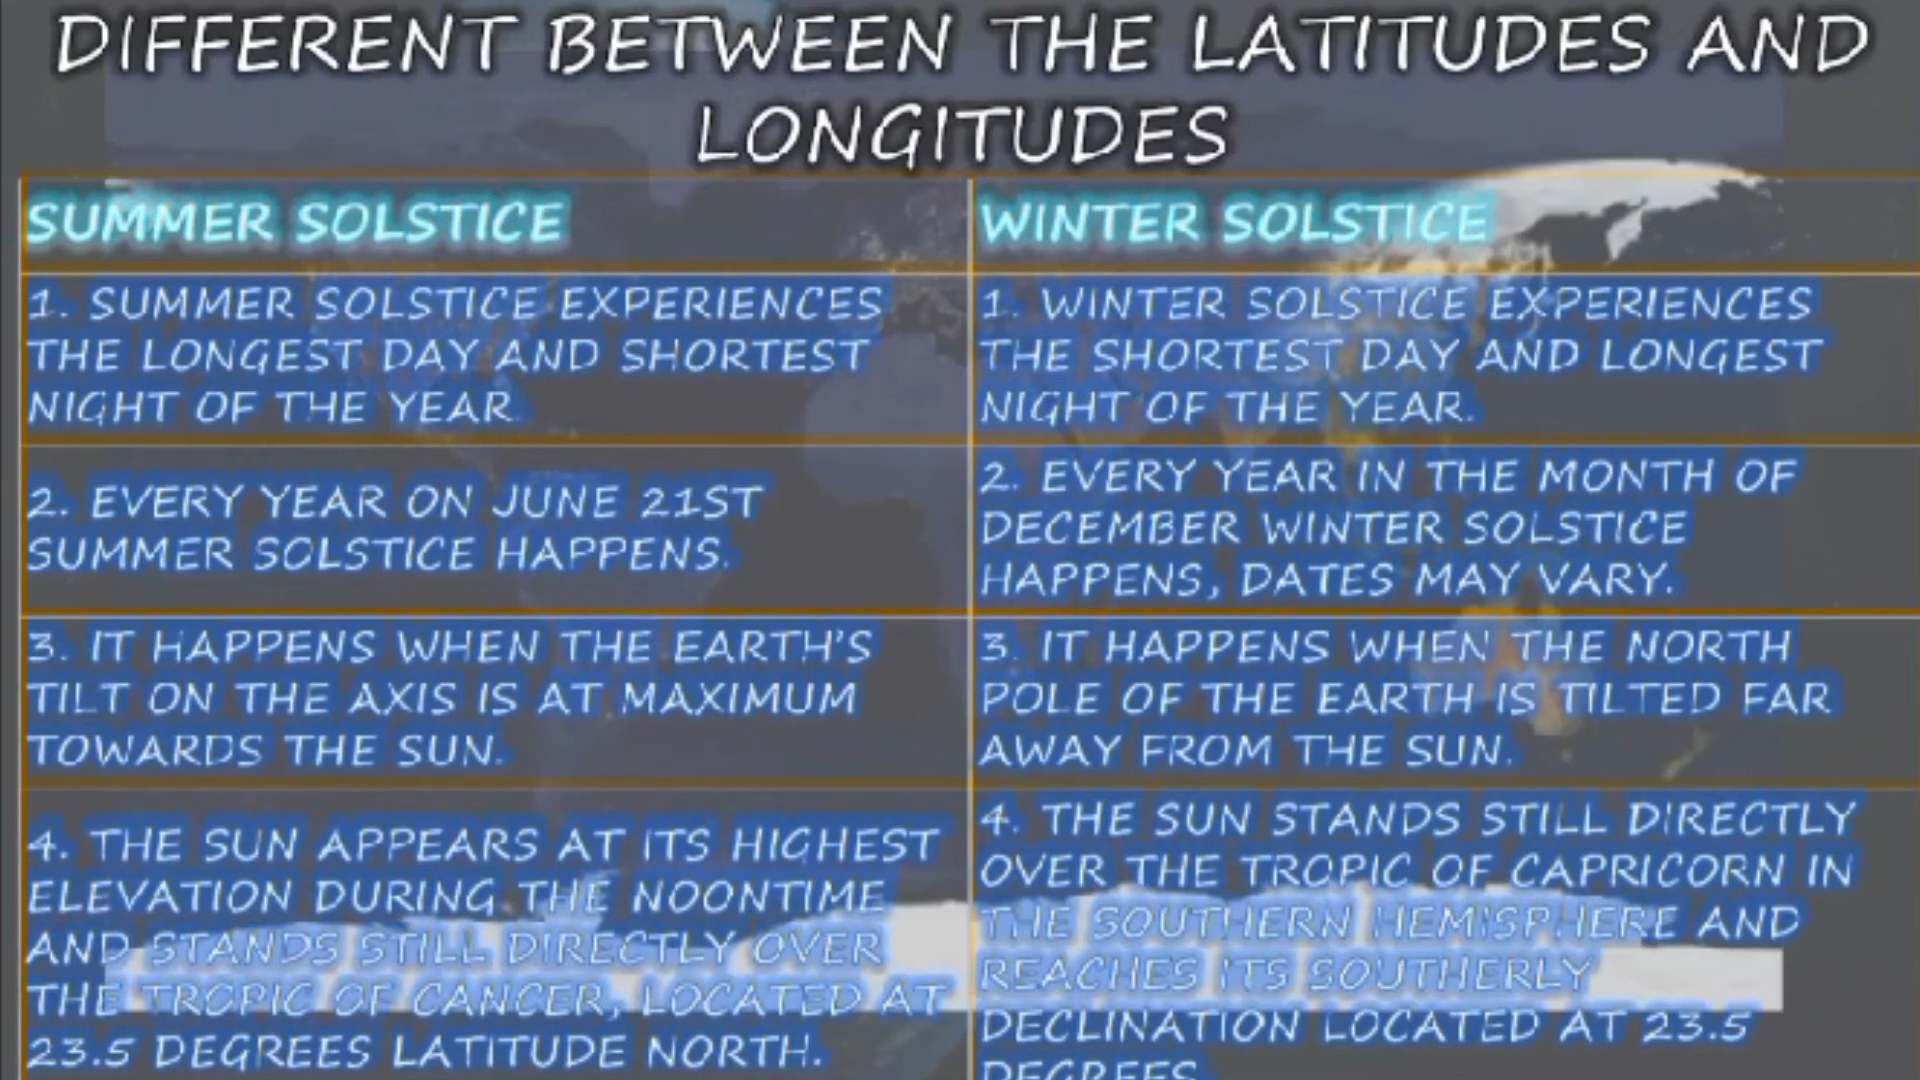 DIFFERENT BETWEEN THE LATITUDES AND
LONGITUDES
SUMMER SOLSTICE
1. SUMMER SOLSTICE EXPERIENCES
THE LONGEST DAY AND SHORTEST
NIGHT OF THE YEAR.
2. EVERY YEAR ON JUNE 21ST
SUMMER SOLSTICE HAPPENS.
3. IT HAPPENS WHEN THE EARTH'S
TILT ON THE AXIS IS AT MAXIMUM
TOWARDS THE SUN.
4. THE SUN APPEARS AT ITS HIGHEST
ELEVATION DURING THE NOONTIME
AND STANDS STILL DIRECTLY OVER
THE TROPIC OF CANCER, LOCATED AT
23.5 DEGREES LATITUDE NORTH.
WINTER SOLSTICE
1. WINTER SOLSTICE EXPERIENCES
THE SHORTEST DAY AND LONGEST
NIGHT OF THE YEAR.
2. EVERY YEAR IN THE MONTH OF
DECEMBER WINTER SOLSTICE
HAPPENS, DATES MAY VARY.
3. IT HAPPENS WHEN THE NORTH
POLE OF THE EARTH IS TILTED FAR
AWAY FROM THE SUN.
4. THE SUN STANDS STILL DIRECTLY
OVER THE TROPIC OF CAPRICORN IN
THE SOUTHERN HEMISPHERE AND
REACHES ITS SOUTHERLY
DECLINATION LOCATED AT 23.5
DEGREES.